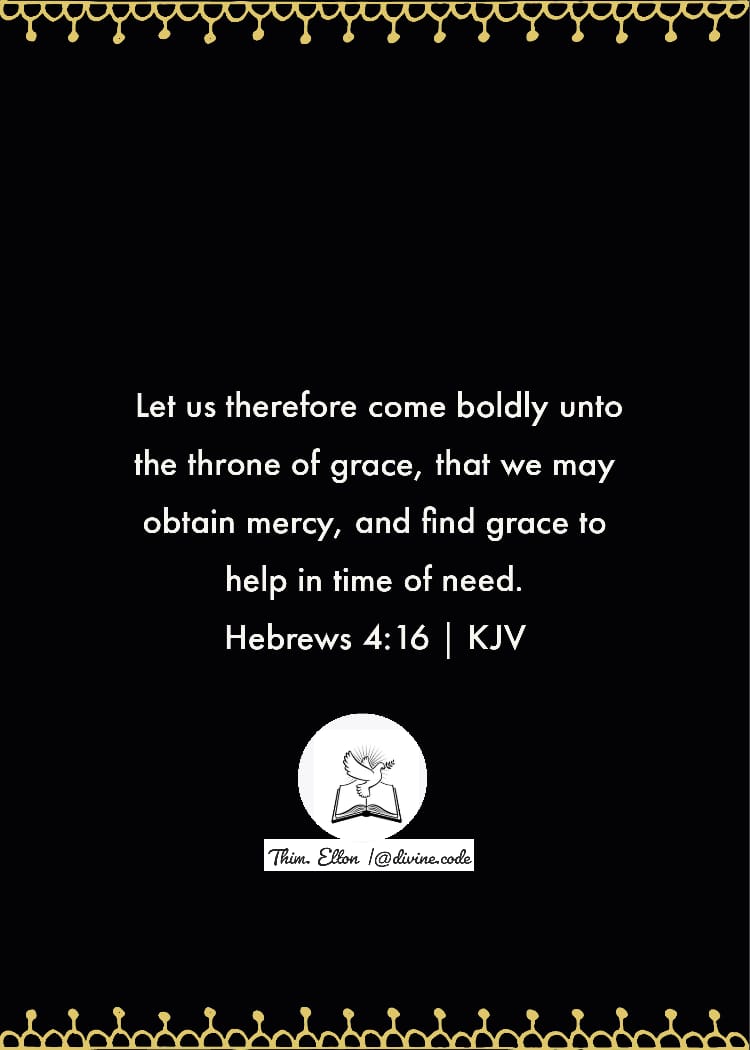 Let us therefore come boldly unto
the throne of grace, that we may
obtain mercy, and find grace to
help in time of need.
Hebrews 4:16 | KJV
Thim. Elton |@divine.code